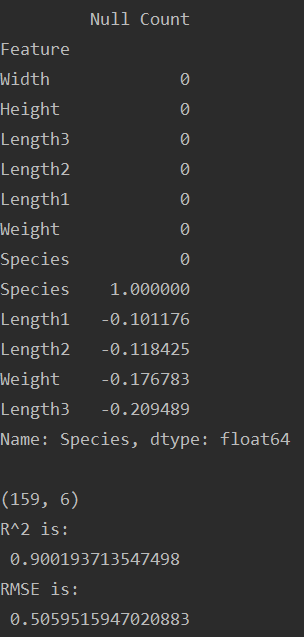 Null Count
Feature
Width 0
Height 0
Length3 0
Length2 0
Length1 0
Weight 0
Species 0
Species 1.000000
Length1 -0.101176
Length2 -0.118425
Weight -0.176783
Length3 -0.209489
Name: Species, dtype: float64
(159, 6)
R^2 is:
0.900193713547498
RMSE is:
0.5059515947020883